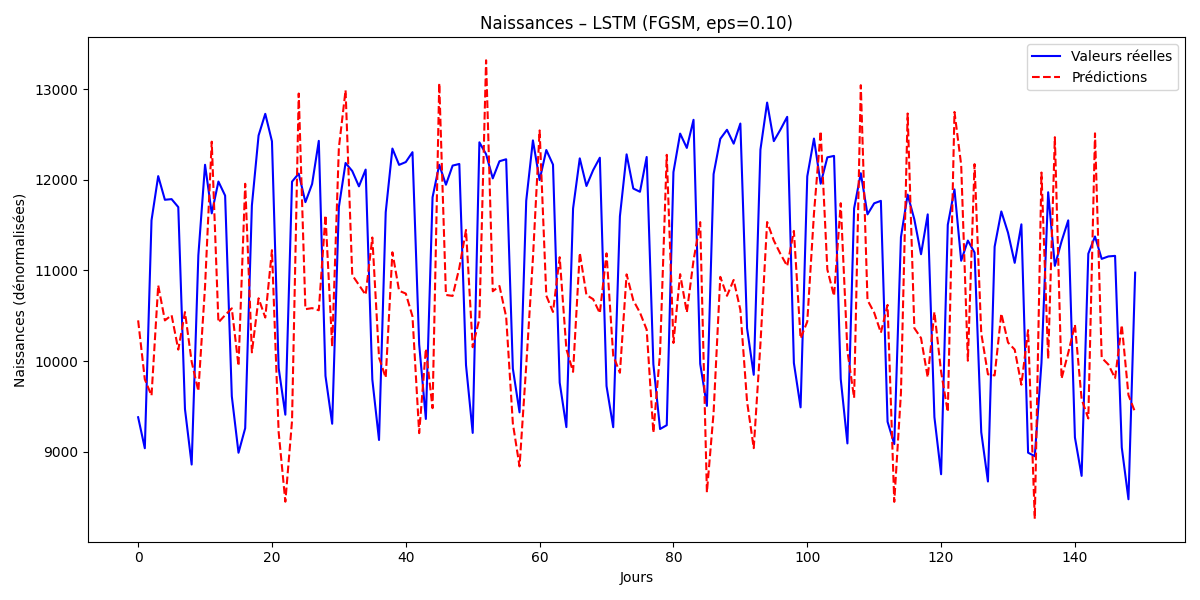 Naissances – LSTM (FGSM, eps=0.10)
Valeurs réelles
Prédictions
13000
12000
11000
10000
9000
Naissances (dénormalisées)
0 20 40 60 80 100 120 140
Jours